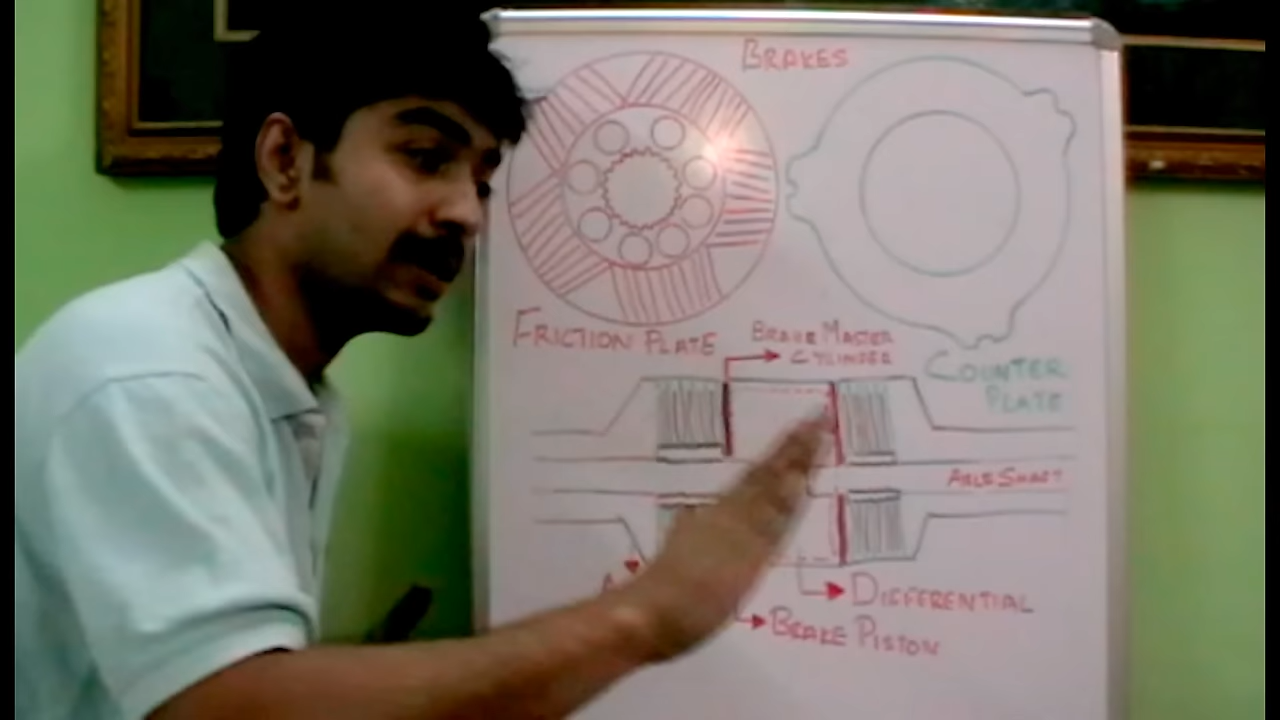 BRAKES
FRICTION PLATE
BRAKE MASTER
CYLINDER
COUNTER
PLATE
AXLE SHAFT
DIFFERENTIAL
BRAKE PISTON